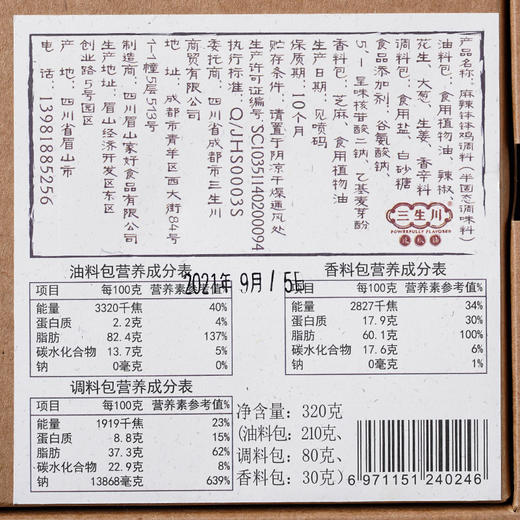 产品名称：麻辣钵钵鸡调料（半固态调味料）
油料包：食用植物油、辣椒、
花生、大葱、生姜、香辛料
调料包：食用盐、白砂糖、
食品添加剂：谷氨酸钠、
5，-呈味核苷酸二钠、乙基麦芽酚
香料包：芝麻、食用植物油
生产日期：见喷码
保质期：10个月
贮存条件：请置于阴凉干燥通风处
生产许可证编号：SC10351140200094
执行标准：Q/JHS0003S
委托商：四川省成都市三生川
商贸有限公司
地址：成都市青羊区西大街84号
1-1幢5层513号
制造商：四川眉山家好食品有限公司
生产地址：眉山经济开发区东区
创业路5号园区
产地：四川省眉山市
电话：13981885256
三生川
POWERFULLY FLAVORED
2021年 9月 15日
油料包营养成分表
项目 每100克 营养素参考值%
能量 3320千焦 40%
蛋白质 2.2克 4%
脂肪 82.4克 137%
碳水化合物 13.7克 5%
钠 0毫克 0%
香料包营养成分表
项目 每100克 营养素参考值%
能量 2827千焦 34%
蛋白质 17.9克 30%
脂肪 60.1克 100%
碳水化合物 17.6克 6%
钠 0毫克 1%
调料包营养成分表
项目 每100克 营养素参考值%
能量 1919千焦 23%
蛋白质 8.8克 15%
脂肪 37.3克 62%
碳水化合物 22.9克 8%
钠 13868毫克 639%
净含量：320克
(油料包：210克、
调料包：80克、
香料包：30克)
6 971151 240246